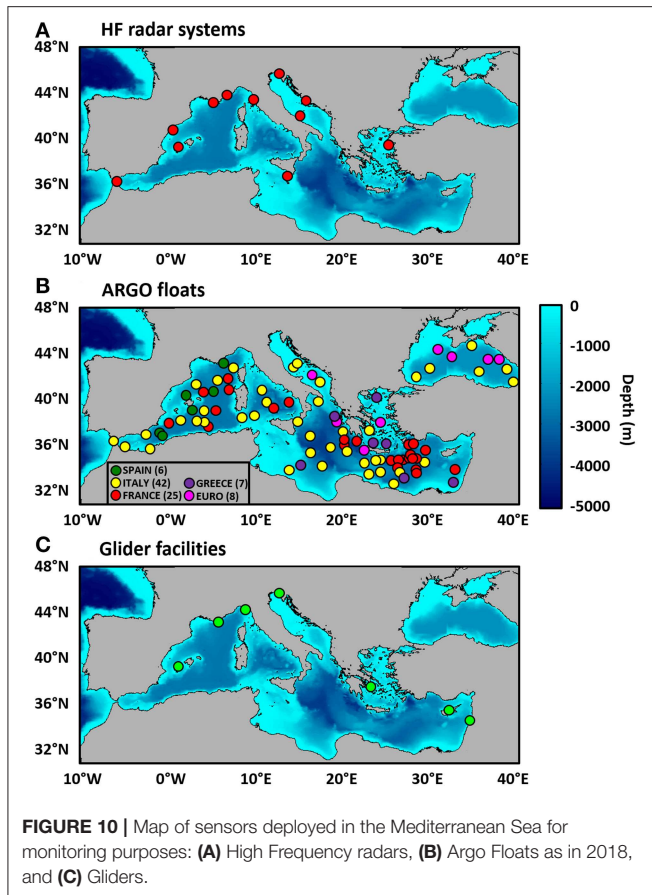 A
HF radar systems
48°N
44°N
40°N
36°N
32°N
10°W 0°W 10°E 20°E 30°E 40°E
B
ARGO floats
48°N
44°N
40°N
36°N
32°N
SPAIN (6)
ITALY (42) GREECE (7)
FRANCE (25) EURO (8)
10°W 0°W 10°E 20°E 30°E 40°E
0
-1000
-2000
-3000
-4000
-5000
Depth (m)
C
Glider facilities
48°N
44°N
40°N
36°N
32°N
10°W 0°W 10°E 20°E 30°E 40°E
FIGURE 10 | Map of sensors deployed in the Mediterranean Sea for
monitoring purposes: (A) High Frequency radars, (B) Argo Floats as in 2018,
and (C) Gliders.